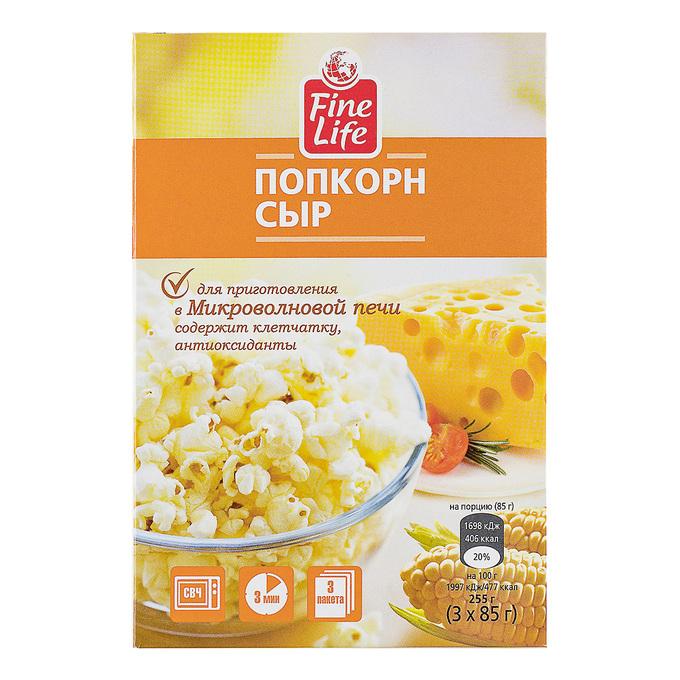 Fine
Life
ПОПКОРН
СЫР
для приготовления
в Микроволновой печи
содержит клетчатку,
антиоксиданты
на порцию (85 г)
1698 кДж
406 ккал
20%
на 100 г
1997 кДж/477 ккал
255 г
(3 x 85 г)
СВЧ
3 мин
3
пакета